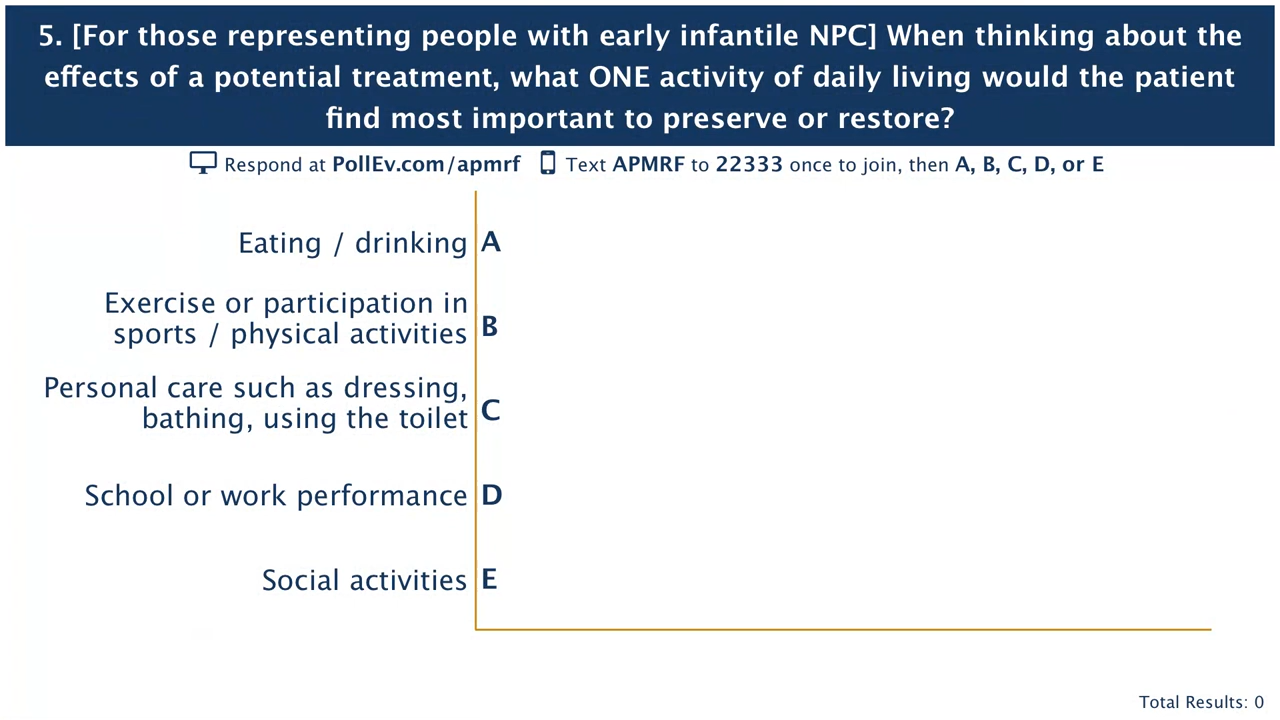 5. [For those representing people with early infantile NPC] When thinking about the
effects of a potential treatment, what ONE activity of daily living would the patient
find most important to preserve or restore?
Respond at PollEv.com/apmrf Text APMRF to 22333 once to join, then A, B, C, D, or E
Eating / drinking A
Exercise or participation in
sports / physical activities B
Personal care such as dressing,
bathing, using the toilet C
School or work performance D
Social activities E
Total Results: 0